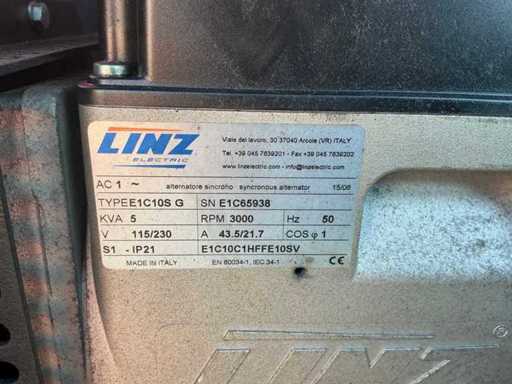 LINZ
ELECTRIC
Viale del lavoro, 30 37040 Arcole (VR) ITALY
Tel. +39 045 7639201 - Fax +39 045 7639202
www.linzelectric.com - info@linzelectric.com
AC 1 ~ alternatore sincrono syncronous alternator 15/06
TYPE E1C10S G SN E1C65938
KVA 5 RPM 3000 Hz 50
V 115/230 A 43.5/21.7 COS φ 1
S1 - IP21 E1C10C1HFFE10SV
MADE IN ITALY EN 60034-1, IEC 34-1 CE
LINZ ®